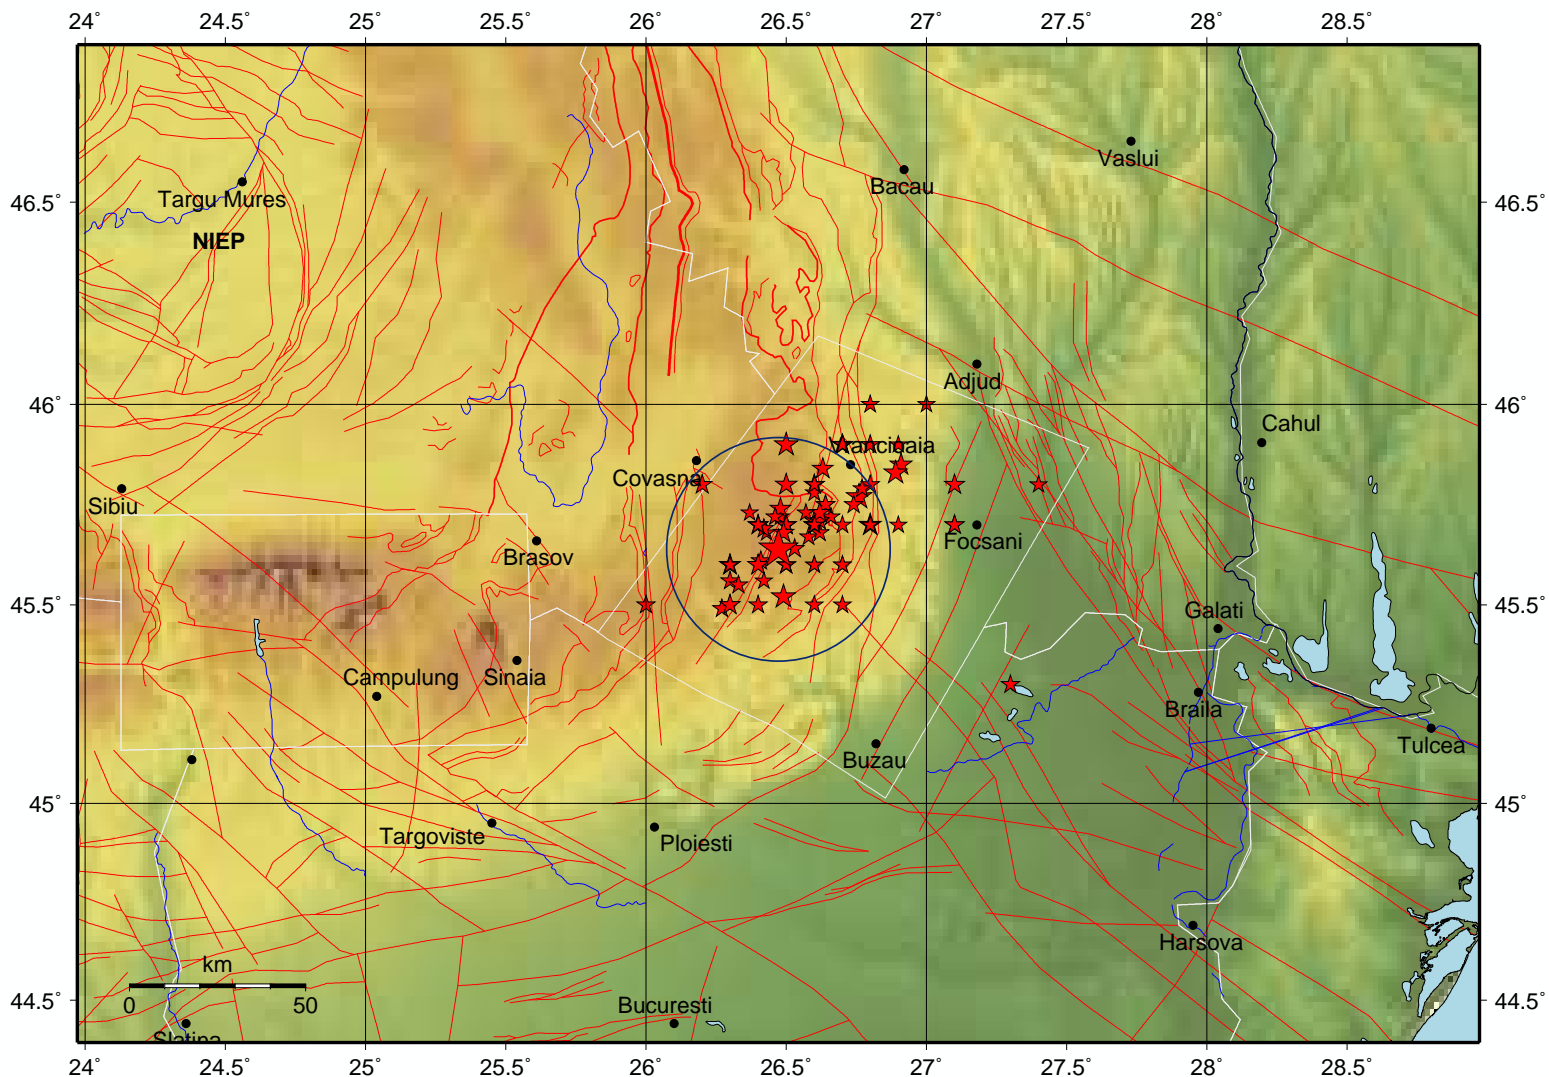 24˚ 24.5˚ 25˚ 25.5˚ 26˚ 26.5˚ 27˚ 27.5˚ 28˚ 28.5˚
Vaslui
Bacau
Targu Mures
46.5˚ 46.5˚
NIEP
Adjud
46˚ 46˚
Cahul
Covasna
Sibiu
Focsani
Brasov
45.5˚ 45.5˚
Galati
Campulung
Sinaia
Braila
Tulcea
Buzau
45˚ 45˚
Targoviste
Ploiesti
Harsova
km
0 50
44.5˚ 44.5˚
Bucuresti
Slatina
24˚ 24.5˚ 25˚ 25.5˚ 26˚ 26.5˚ 27˚ 27.5˚ 28˚ 28.5˚